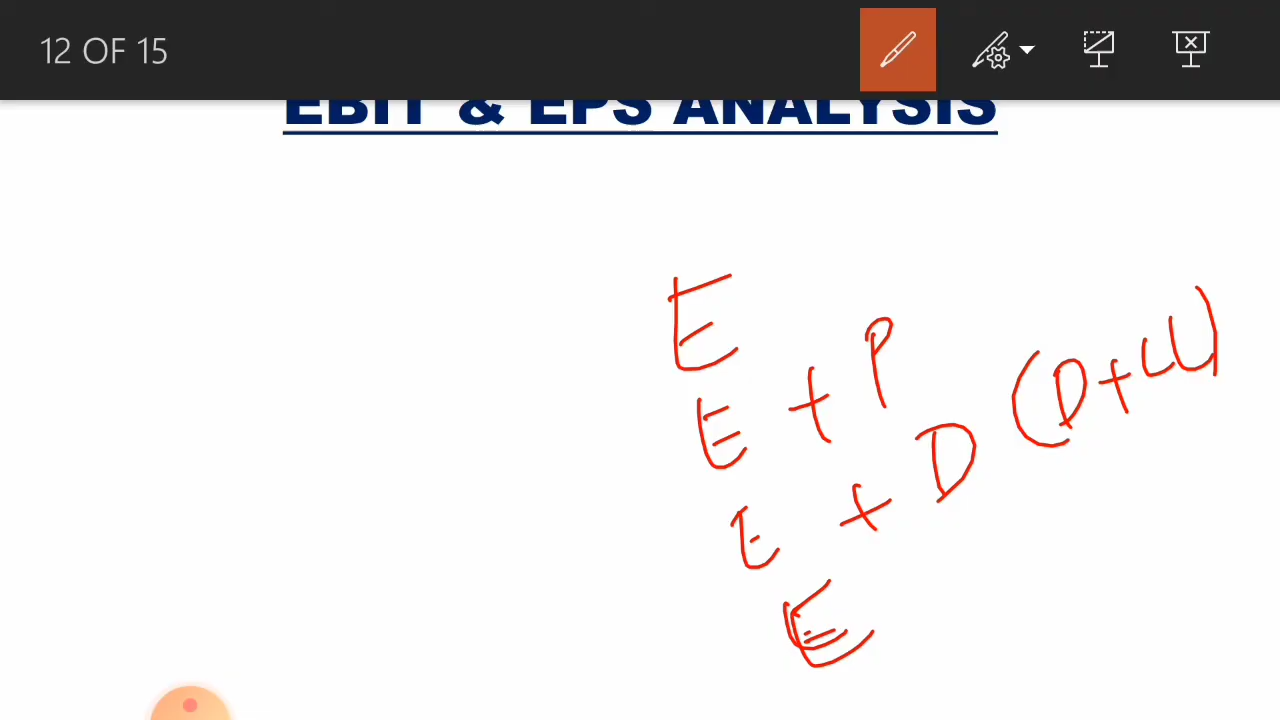 12 OF 15
EBIT & EPS ANALYSIS
E
E + P
E + D (D+U)
E